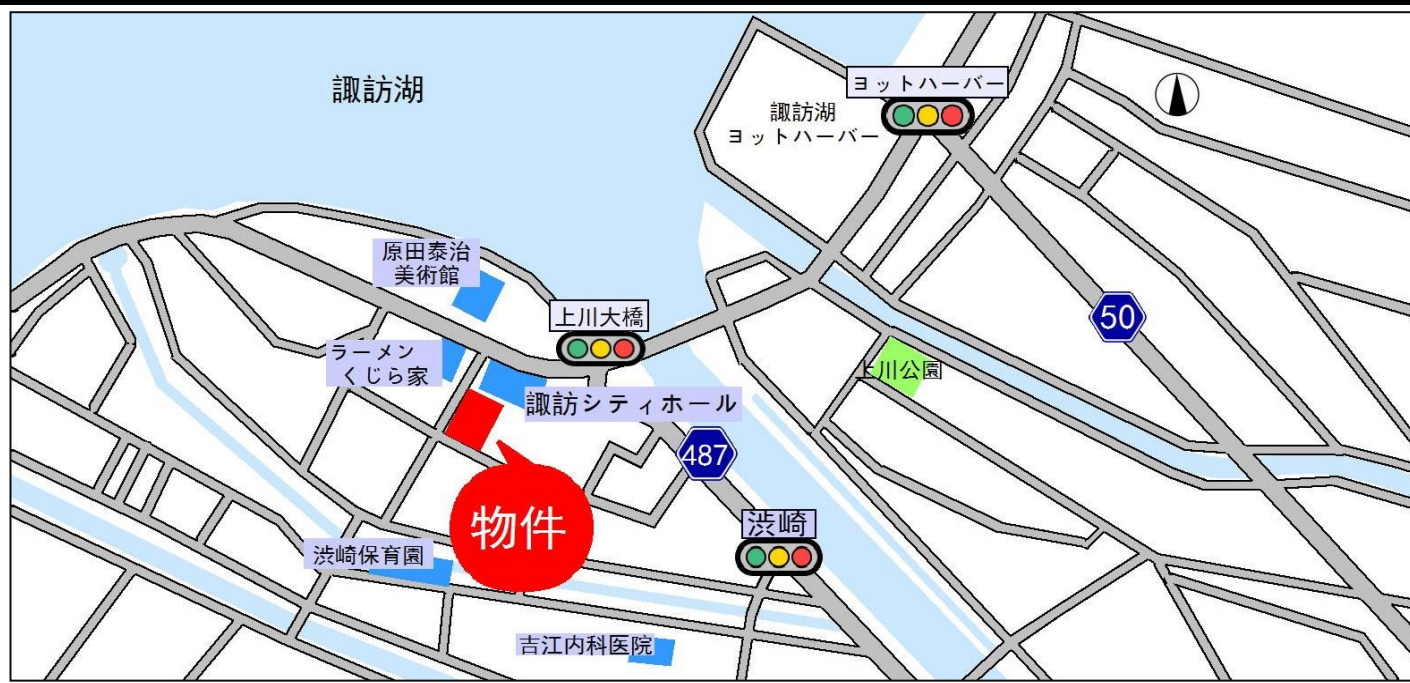 諏訪湖
ヨットハーバー
諏訪湖
ヨットハーバー
原田泰治
美術館
上川大橋
50
ラーメン
くじら家
上川公園
諏訪シティホール
487
物件
渋崎
渋崎保育園
吉江内科医院